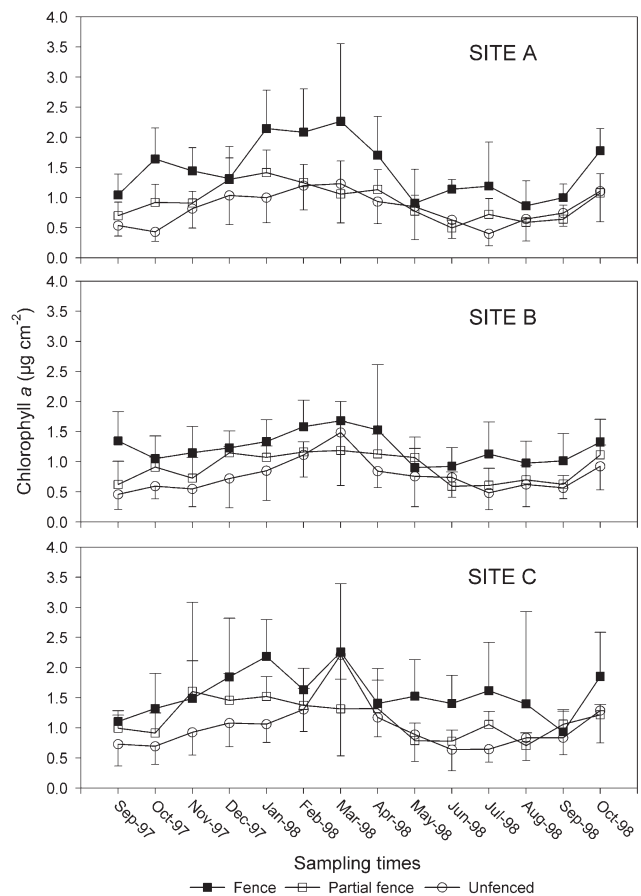 SITE A
4.0
3.5
3.0
2.5
2.0
1.5
1.0
0.5
0.0
SITE B
4.0
3.5
3.0
2.5
2.0
1.5
1.0
0.5
0.0
SITE C
4.0
3.5
3.0
2.5
2.0
1.5
1.0
0.5
0.0
Chlorophyll a (µg cm-2)
Sep-97
Oct-97
Nov-97
Dec-97
Jan-98
Feb-98
Mar-98
Apr-98
May-98
Jun-98
Jul-98
Aug-98
Sep-98
Oct-98
Sampling times
Fence Partial fence Unfenced